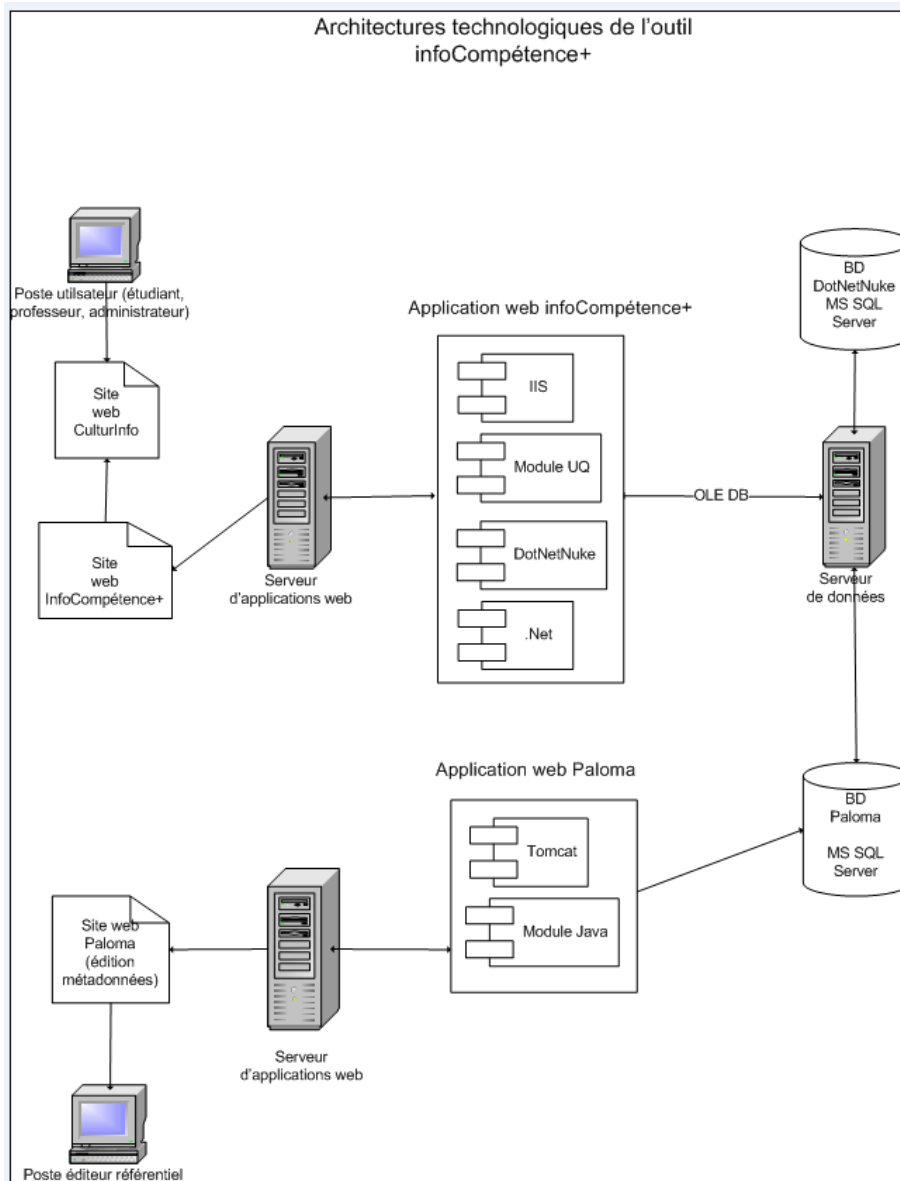 Architectures technologiques de l'outil
infoCompétence+
Poste utilsateur (étudiant,
professeur, administrateur)
Site
web
CulturInfo
Site
web
InfoCompétence+
Serveur
d'applications web
Application web infoCompétence+
IIS
Module UQ
DotNetNuke
.Net
OLE DB
BD
DotNetNuke
MS SQL
Server
Serveur
de données
BD
Paloma
MS SQL
Server
Application web Paloma
Tomcat
Module Java
Serveur
d'applications web
Site web
Paloma
(édition
métadonnées)
Poste éditeur référentiel